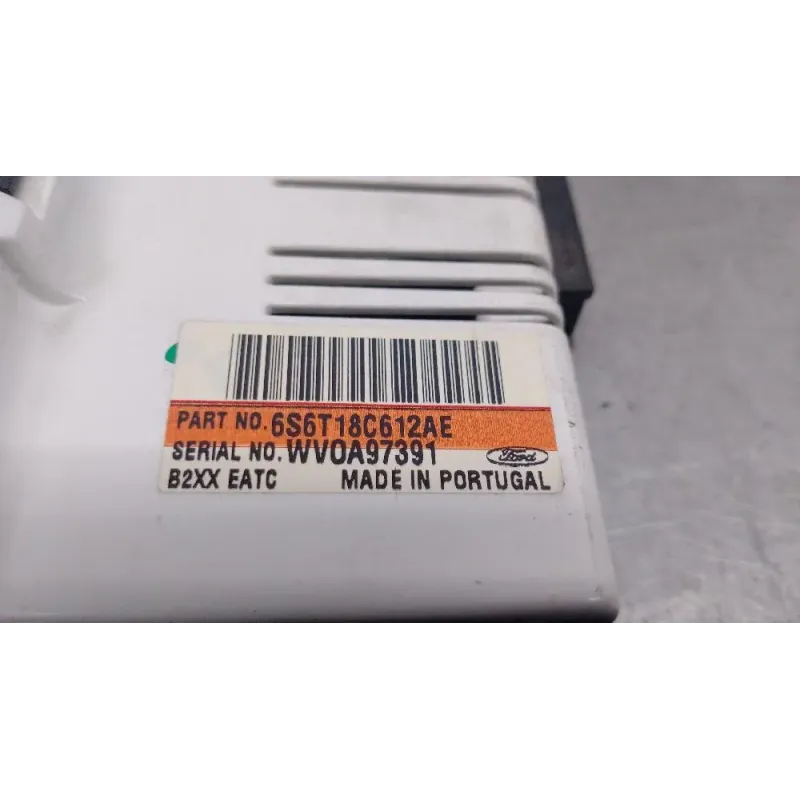 PART NO. 6S6T18C612AE
SERIAL NO. WV0A97391
Ford
B2XX EATC MADE IN PORTUGAL